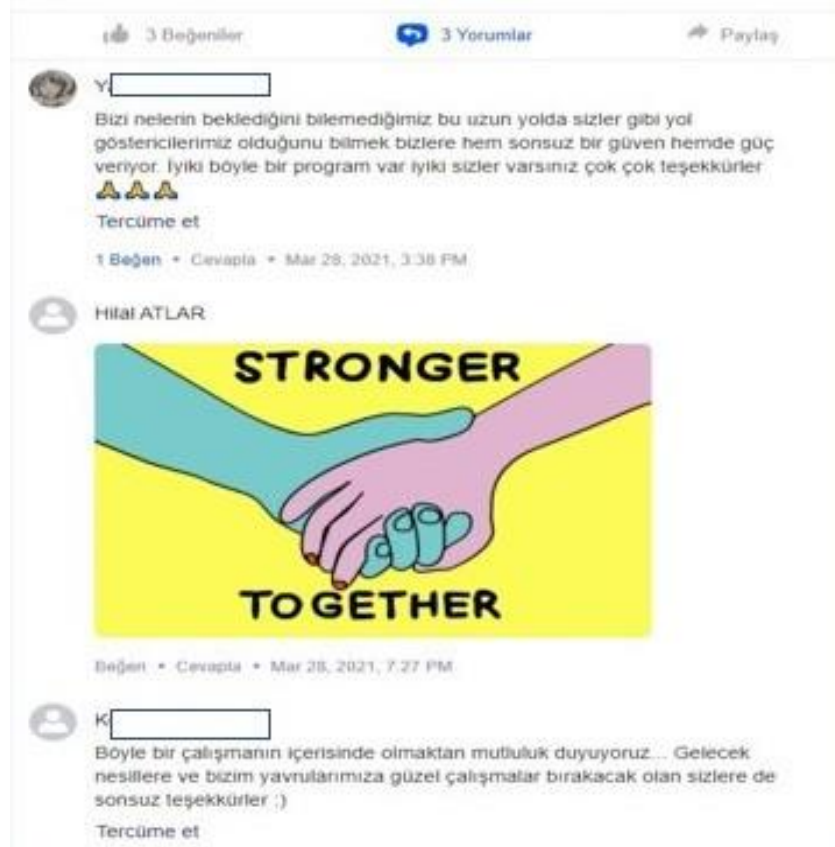 3 Beğeniler
3 Yorumlar
Paylaş
Y
Bizi nelerin beklediğini bilemediğimiz bu uzun yolda sizler gibi yol
göstericilerimiz olduğunu bilmek bizlere hem sonsuz bir güven hemde güç
veriyor. İyiki böyle bir program var iyiki sizler varsınız çok çok teşekkürler
🙏🙏🙏
Tercüme et
1 Beğen • Cevapla • Mar 28, 2021, 3:38 PM
Hilal ATLAR
STRONGER
TOGETHER
Beğen • Cevapla • Mar 28, 2021, 7:27 PM
K
Böyle bir çalışmanın içerisinde olmaktan mutluluk duyuyoruz... Gelecek
nesillere ve bizim yavrularımıza güzel çalışmalar bırakacak olan sizlere de
sonsuz teşekkürler :)
Tercüme et